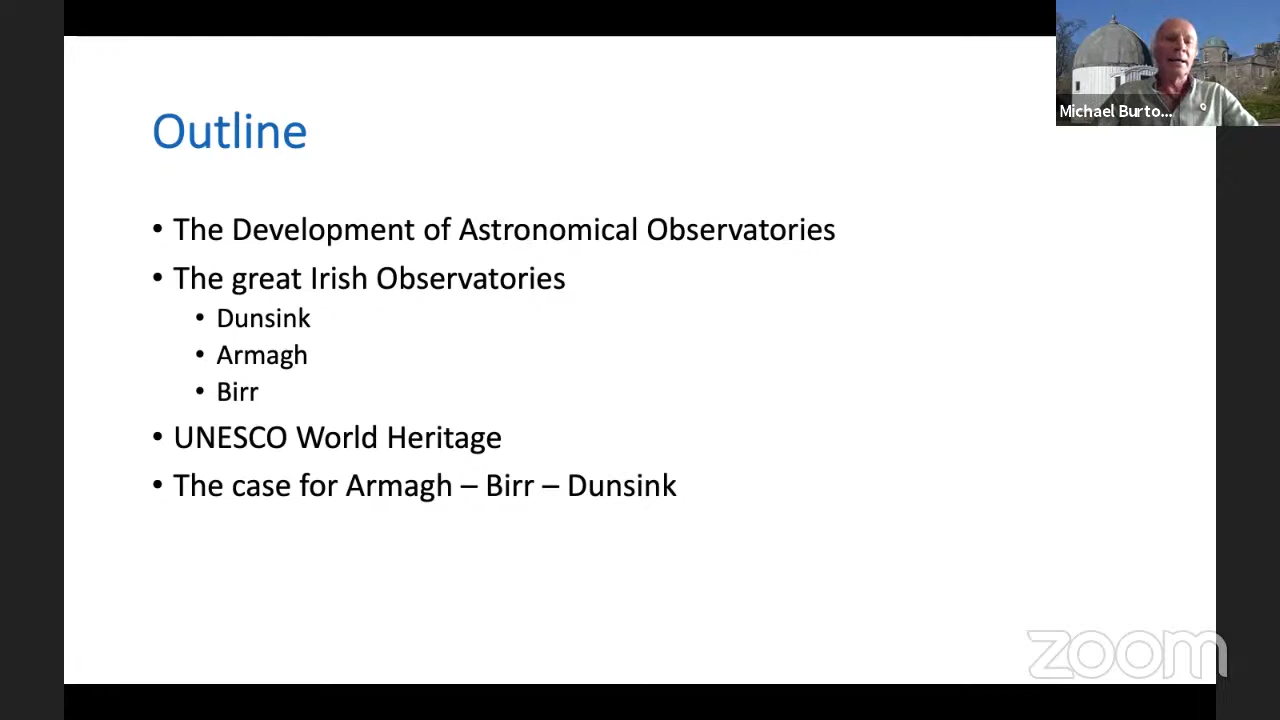 Outline
• The Development of Astronomical Observatories
• The great Irish Observatories
• Dunsink
• Armagh
• Birr
• UNESCO World Heritage
• The case for Armagh – Birr – Dunsink
Michael Burto...
zoom